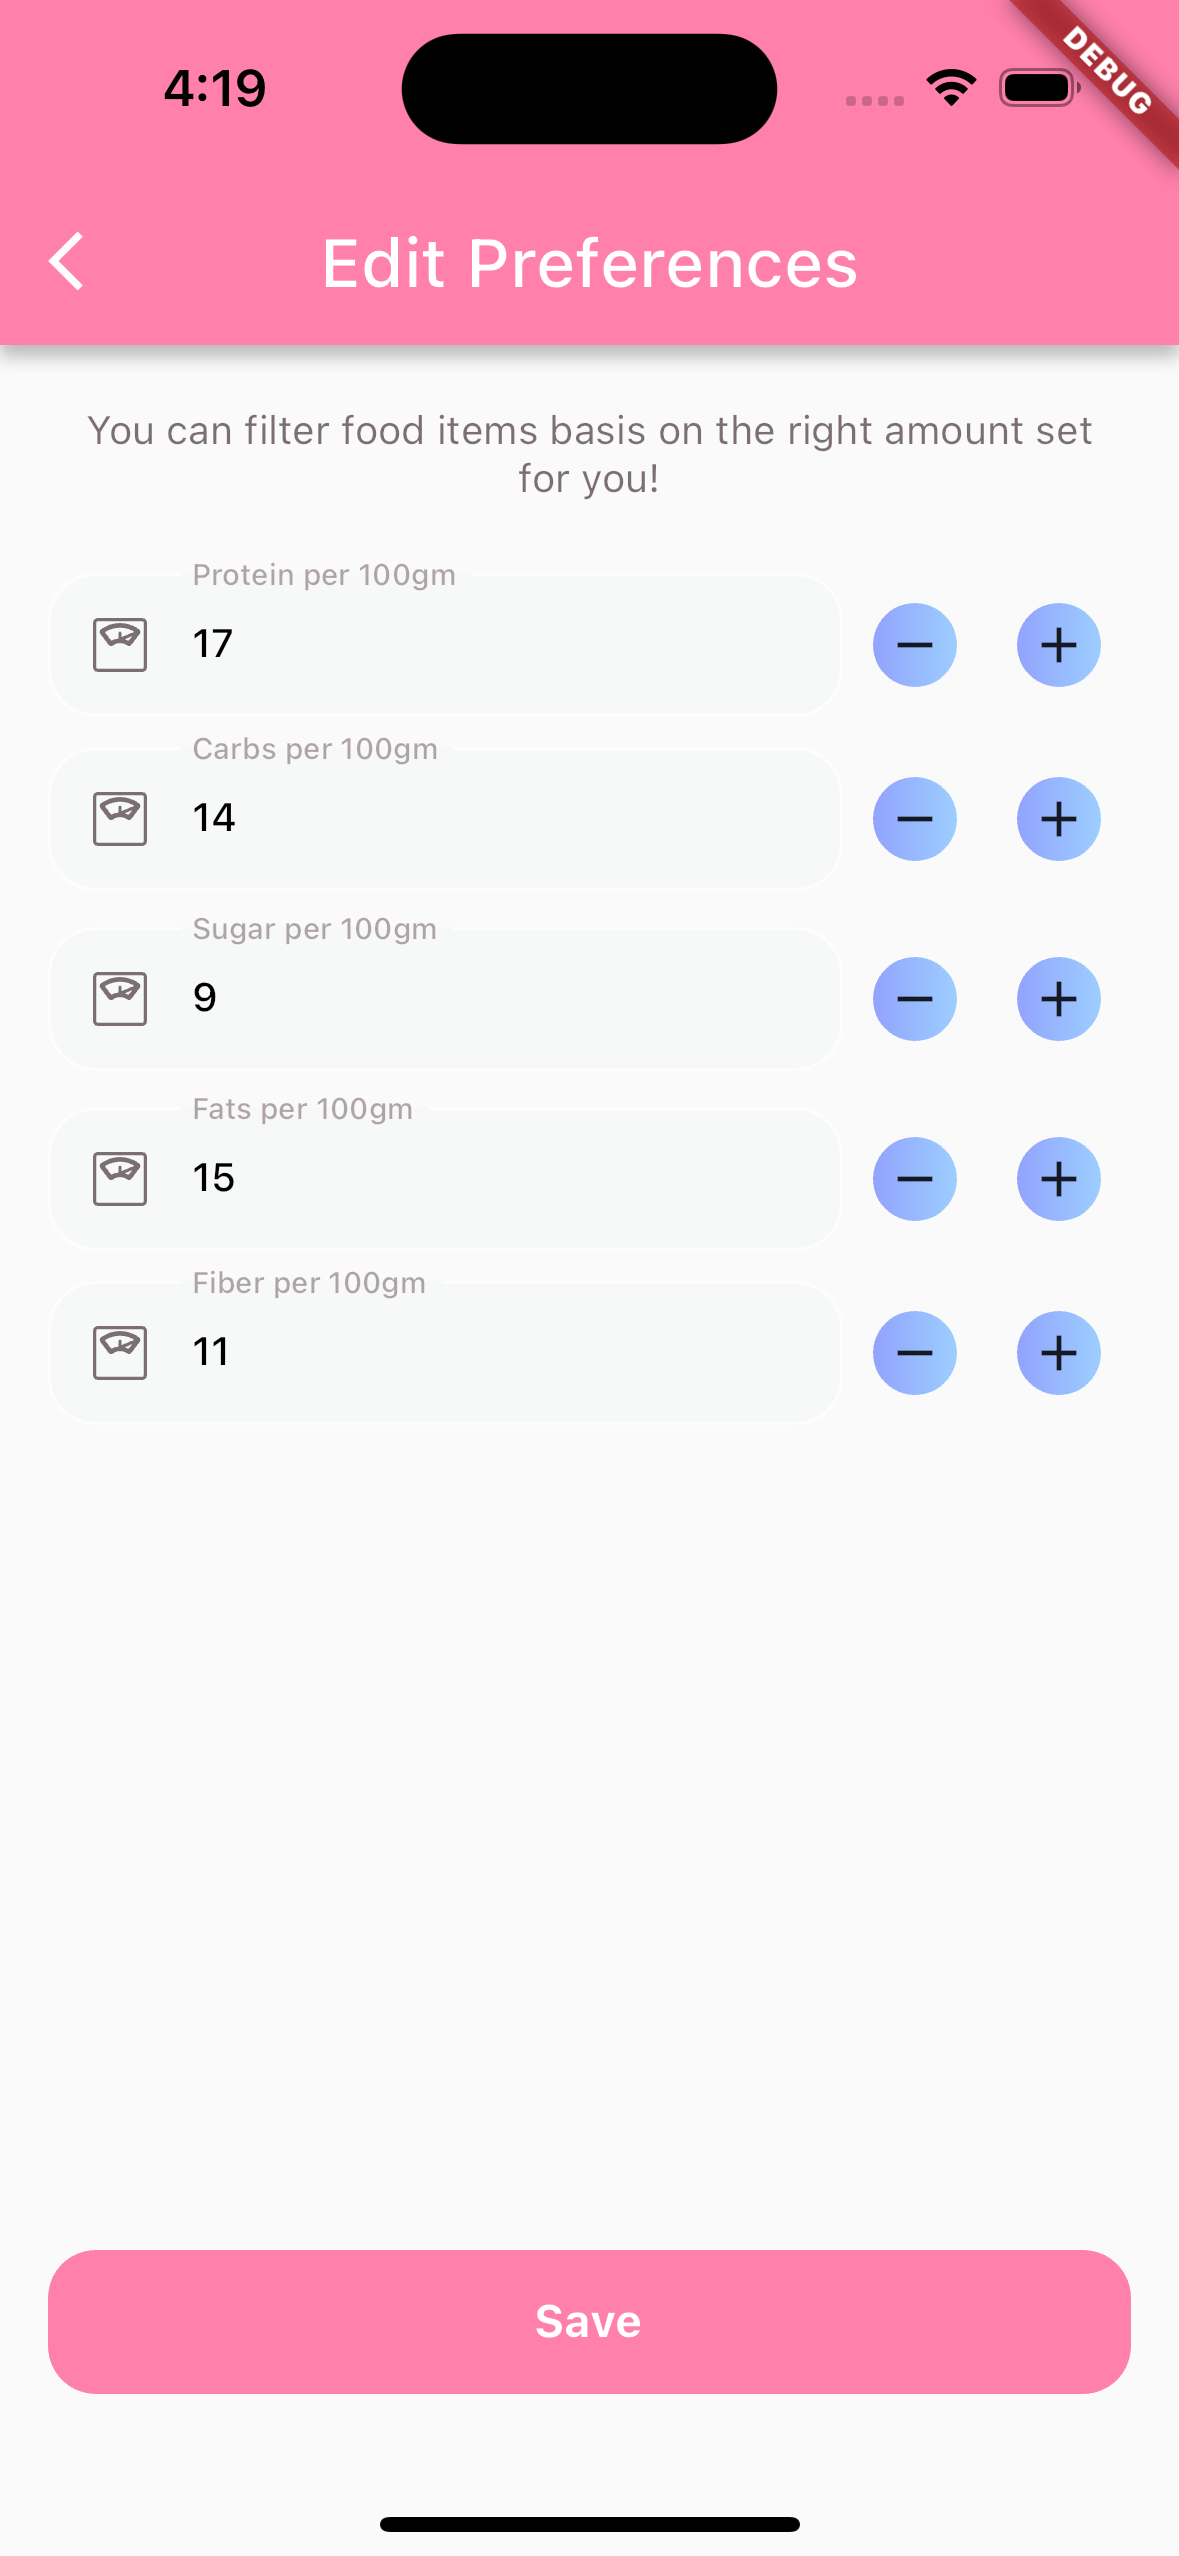 4:19
DEBUG
Edit Preferences
You can filter food items basis on the right amount set
for you!
Protein per 100gm
17
Carbs per 100gm
14
Sugar per 100gm
9
Fats per 100gm
15
Fiber per 100gm
11
Save